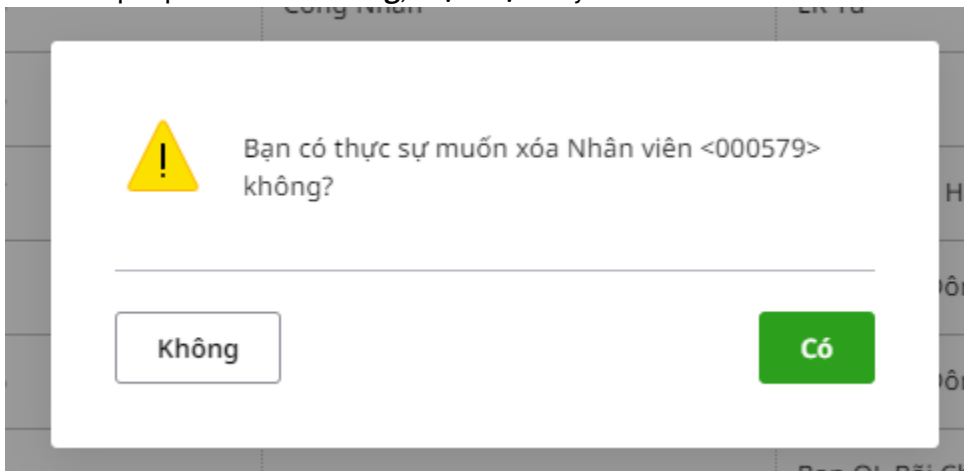 Bạn có thực sự muốn xóa Nhân viên <000579>
không?
Không
Có